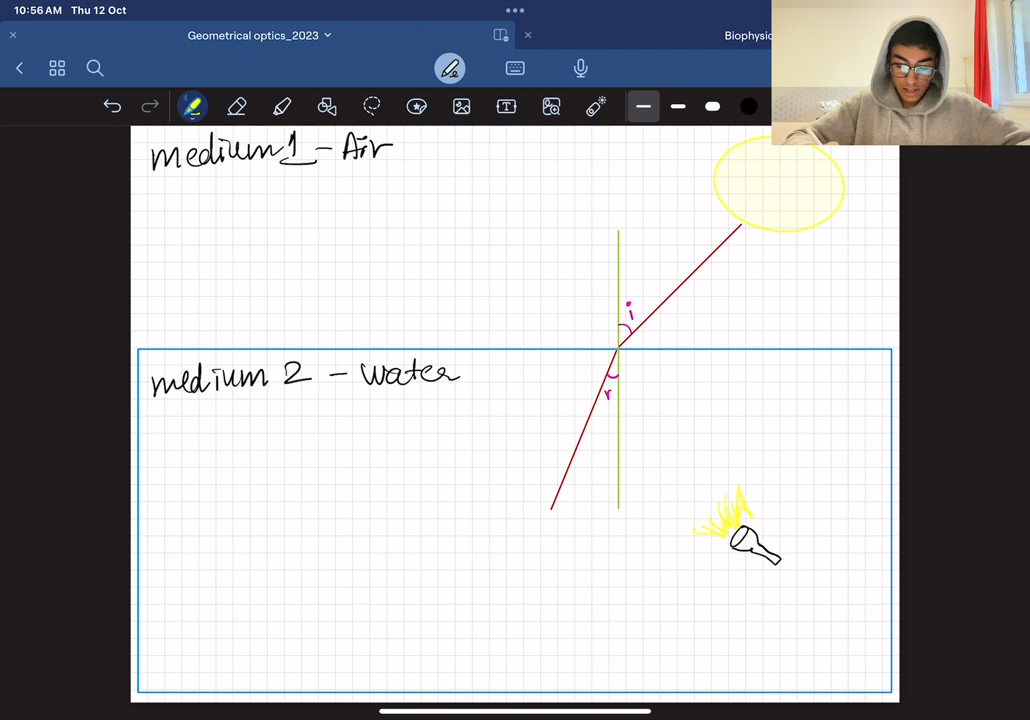 10:56 AM Thu 12 Oct
Geometrical optics_2023
Biophysic
medium 1 - Air
i
medium 2 - water
r